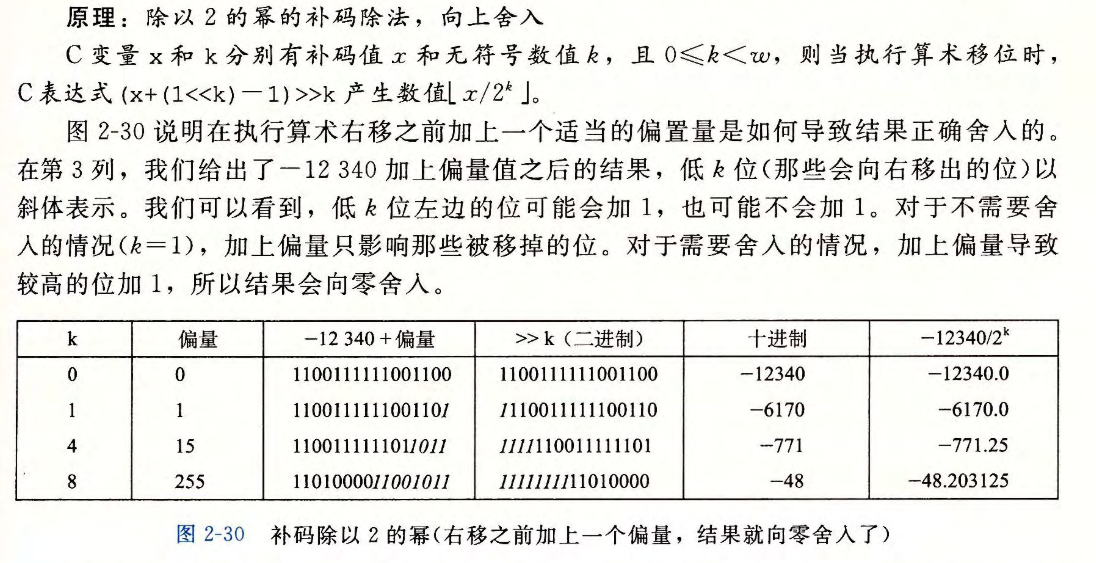 原理：除以 2 的幂的补码除法，向上舍入
C 变量 x 和 k 分别有补码值 x 和无符号数值 k，且 0≤k<w，则当执行算术移位时，
C 表达式 (x+(1<<k)-1)>>k 产生数值⌊x/2ᵏ⌋。
图 2-30 说明在执行算术右移之前加上一个适当的偏置量是如何导致结果正确舍入的。
在第 3 列，我们给出了－12 340 加上偏量值之后的结果，低 k 位(那些会向右移出的位)以
斜体表示。我们可以看到，低 k 位左边的位可能会加 1，也可能不会加 1。对于不需要舍
入的情况(k=1)，加上偏量只影响那些被移掉的位。对于需要舍入的情况，加上偏量导致
较高的位加 1，所以结果会向零舍入。
k 偏量 −12 340 + 偏量 >> k（二进制） 十进制 −12340/2ᵏ
0 0 1100111111001100 1100111111001100 −12340 −12340.0
1 1 1100111111001101 1110011111100110 −6170 −6170.0
4 15 1100111111011011 1111110011111101 −771 −771.25
8 255 1101000011001011 1111111111010000 −48 −48.203125
图 2-30 补码除以 2 的幂(右移之前加上一个偏量，结果就向零舍入了)